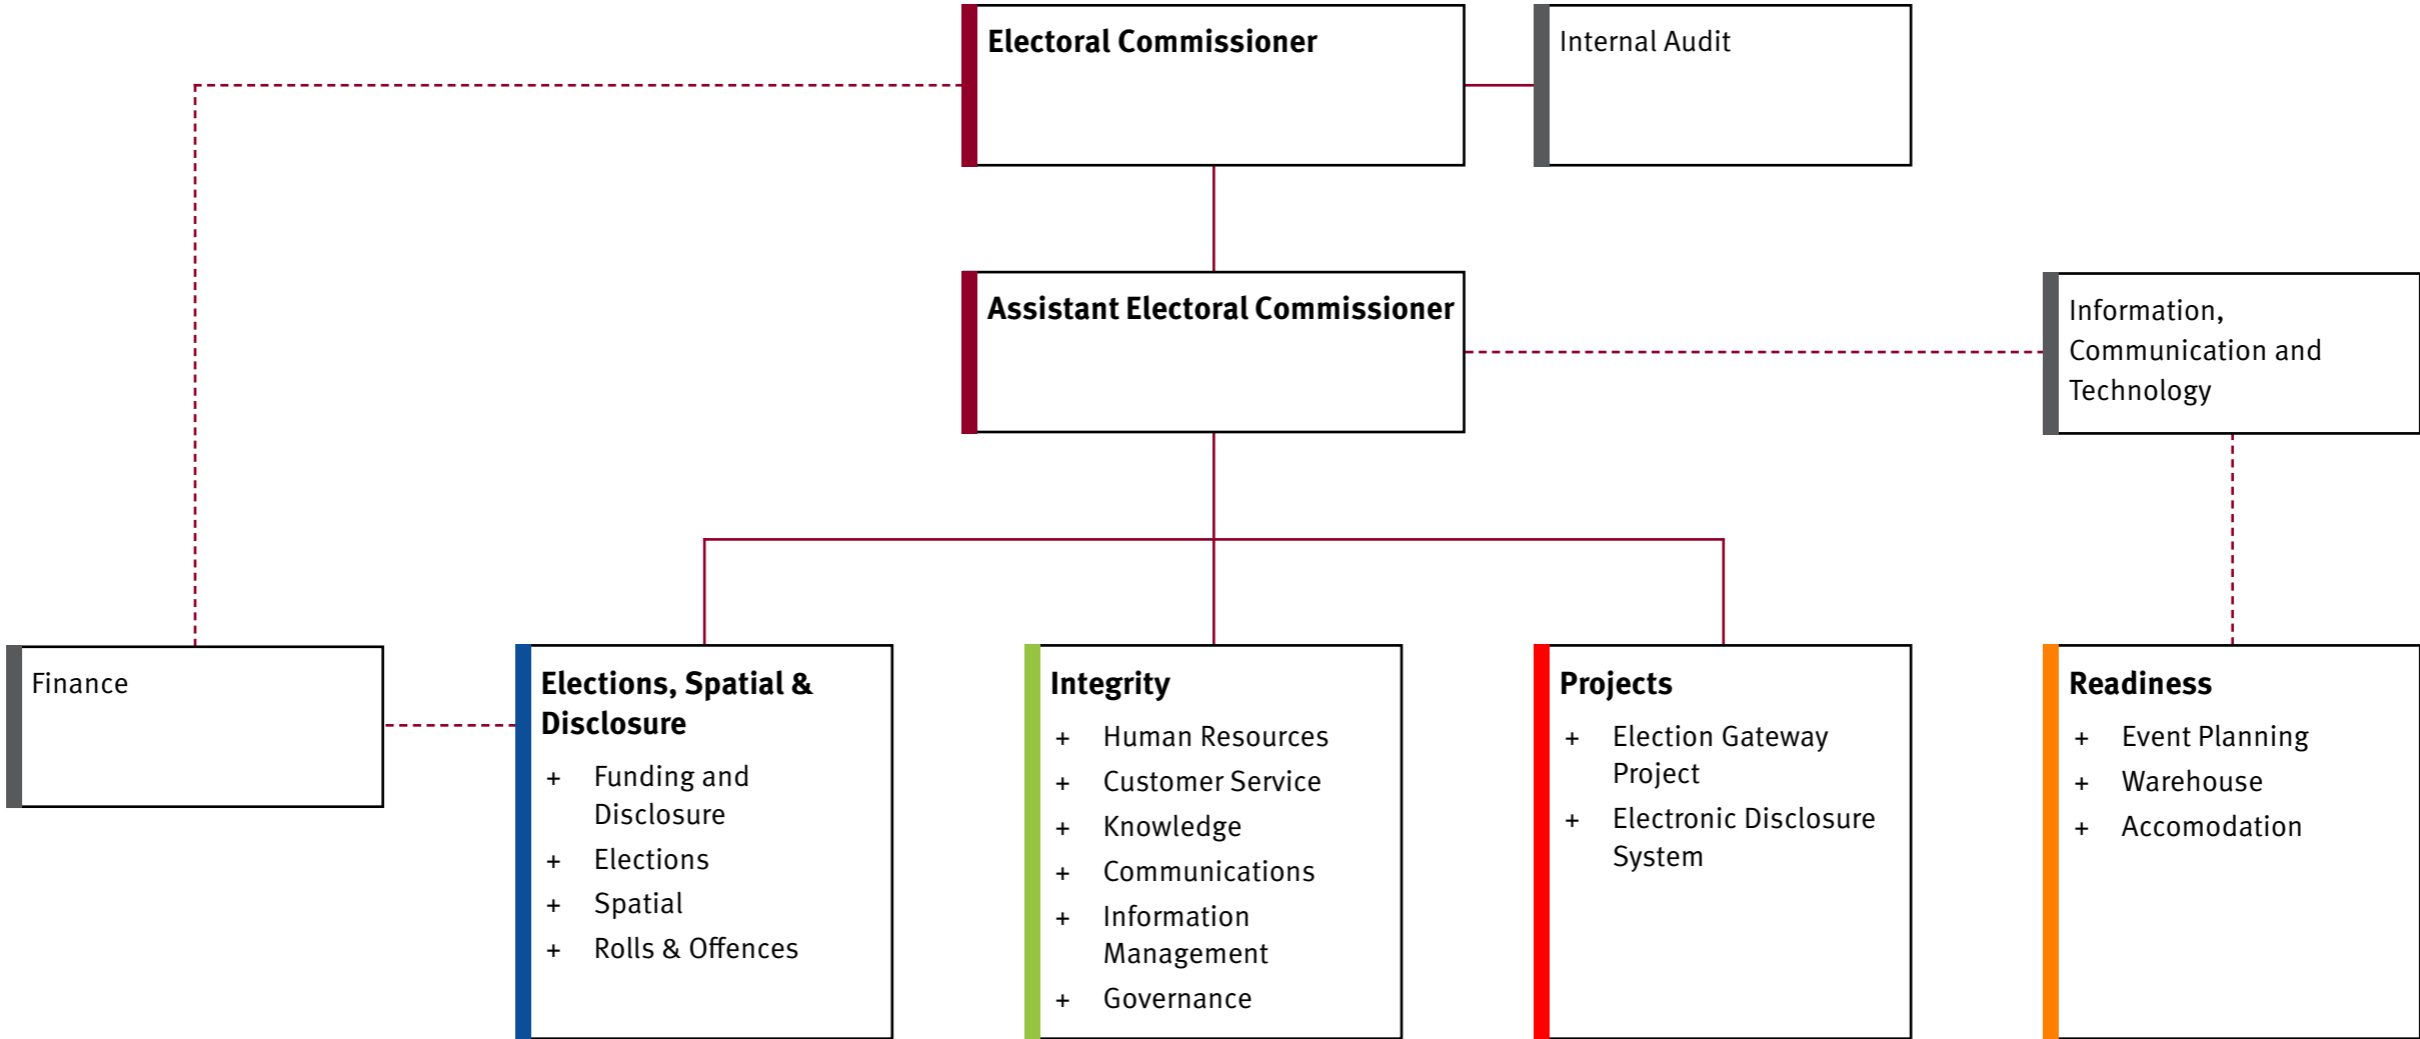 Electoral Commissioner
Internal Audit
Assistant Electoral Commissioner
Information,
Communication and
Technology
Finance
Elections, Spatial &
Disclosure
+ Funding and
Disclosure
+ Elections
+ Spatial
+ Rolls & Offences
Integrity
+ Human Resources
+ Customer Service
+ Knowledge
+ Communications
+ Information
Management
+ Governance
Projects
+ Election Gateway
Project
+ Electronic Disclosure
System
Readiness
+ Event Planning
+ Warehouse
+ Accomodation